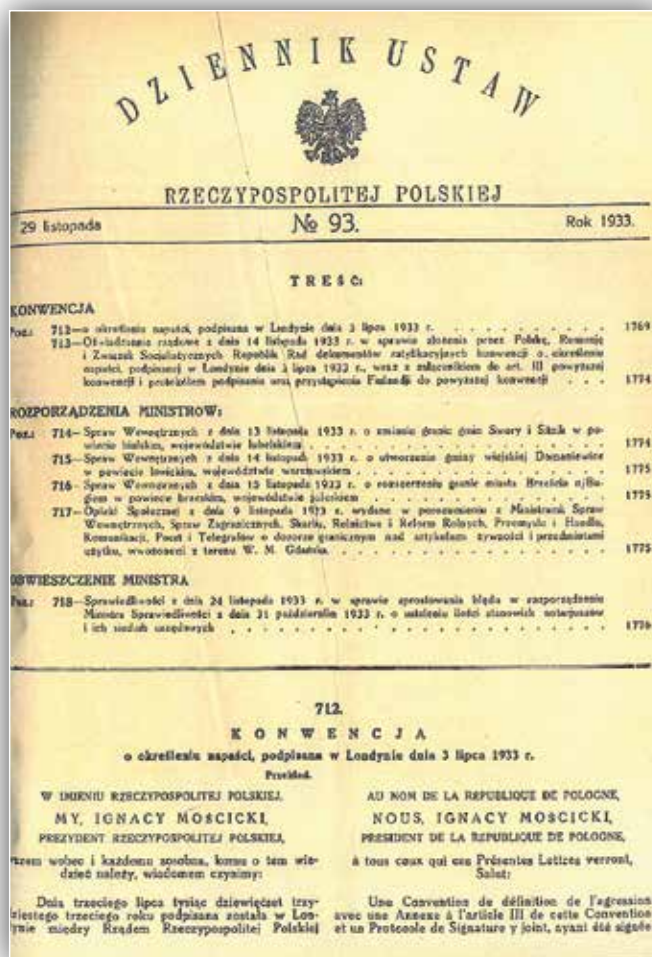 DZIENNIK USTAW
RZECZYPOSPOLITEJ POLSKIEJ
29 listopada № 93. Rok 1933.
TREŚĆ:
KONWENCJA
Poz.: 712—o określeniu napaści, podpisana w Londynie dnia 3 lipca 1933 r. 1769
713—Oświadczenie rządowe z dnia 14 listopada 1933 r. w sprawie złożenia przez Polskę, Rumunję
i Związek Socjalistycznych Republik Rad dokumentów ratyfikacyjnych konwencji o określeniu
napaści, podpisanej w Londynie dnia 3 lipca 1933 r., wraz z załącznikiem do art. III powyższej
konwencji i protokółem podpisania oraz przystąpienia Finlandji do powyższej konwencji . . . 1774
ROZPORZĄDZENIA MINISTRÓW:
Poz.: 714—Spraw Wewnętrznych z dnia 13 listopada 1933 r. o zmianie granic gmin Swory i Sitnik w po-
wiecie bialskim, województwie lubelskiem 1774
715—Spraw Wewnętrznych z dnia 14 listopada 1933 r. o utworzeniu gminy wiejskiej Domaniewice
w powiecie łowickim, województwie warszawskiem 1775
716—Spraw Wewnętrznych z dnia 15 listopada 1933 r. o rozszerzeniu granic miasta Brześcia n/Bu-
giem w powiecie brzeskim, województwie poleskiem 1775
717—Opieki Społecznej z dnia 9 listopada 1933 r. wydane w porozumieniu z Ministrami Spraw
Wewnętrznych, Spraw Zagranicznych, Skarbu, Rolnictwa i Reform Rolnych, Przemysłu i Handlu,
Komunikacji, Poczt i Telegrafów o dozorze granicznym nad artykułami żywności i przedmiotami
użytku, wwożonemi z terenu W. M. Gdańska. 1775
OBWIESZCZENIE MINISTRA
Poz.: 718—Sprawiedliwości z dnia 24 listopada 1933 r. w sprawie sprostowania błędu w rozporządzeniu
Ministra Sprawiedliwości z dnia 31 października 1933 r. o ustaleniu ilości stanowisk notarjuszów
i ich siedzib urzędowych 1776
712.
KONWENCJA
o określeniu napaści, podpisana w Londynie dnia 3 lipca 1933 r.
Przekład.
W IMIENIU RZECZYPOSPOLITEJ POLSKIEJ,
MY, IGNACY MOŚCICKI,
PREZYDENT RZECZYPOSPOLITEJ POLSKIEJ,
wszem wobec i każdemu zosobna, komu o tem wie-
dzieć należy, wiadomem czynimy:
Dnia trzeciego lipca tysiąc dziewięćset trzy-
dziestego trzeciego roku podpisana została w Lon-
dynie między Rządem Rzeczypospolitej Polskiej
AU NOM DE LA REPUBLIQUE DE POLOGNE,
NOUS, IGNACY MOŚCICKI,
PRESIDENT DE LA REPUBLIQUE DE POLOGNE,
à tous ceux qui ces Présentes Lettres verront,
Salut:
Une Convention de définition de l'agression
avec une Annexe à l'article III de cette Convention
et un Protocole de Signature y joint, ayant été signée